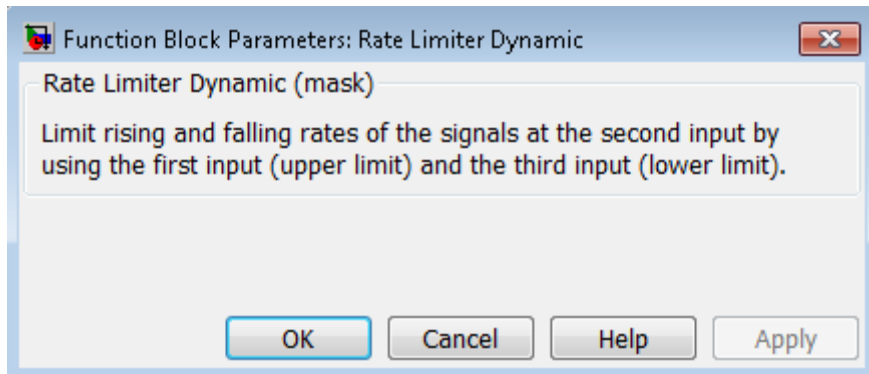 Function Block Parameters: Rate Limiter Dynamic
Rate Limiter Dynamic (mask)
Limit rising and falling rates of the signals at the second input by
using the first input (upper limit) and the third input (lower limit).
OK Cancel Help Apply